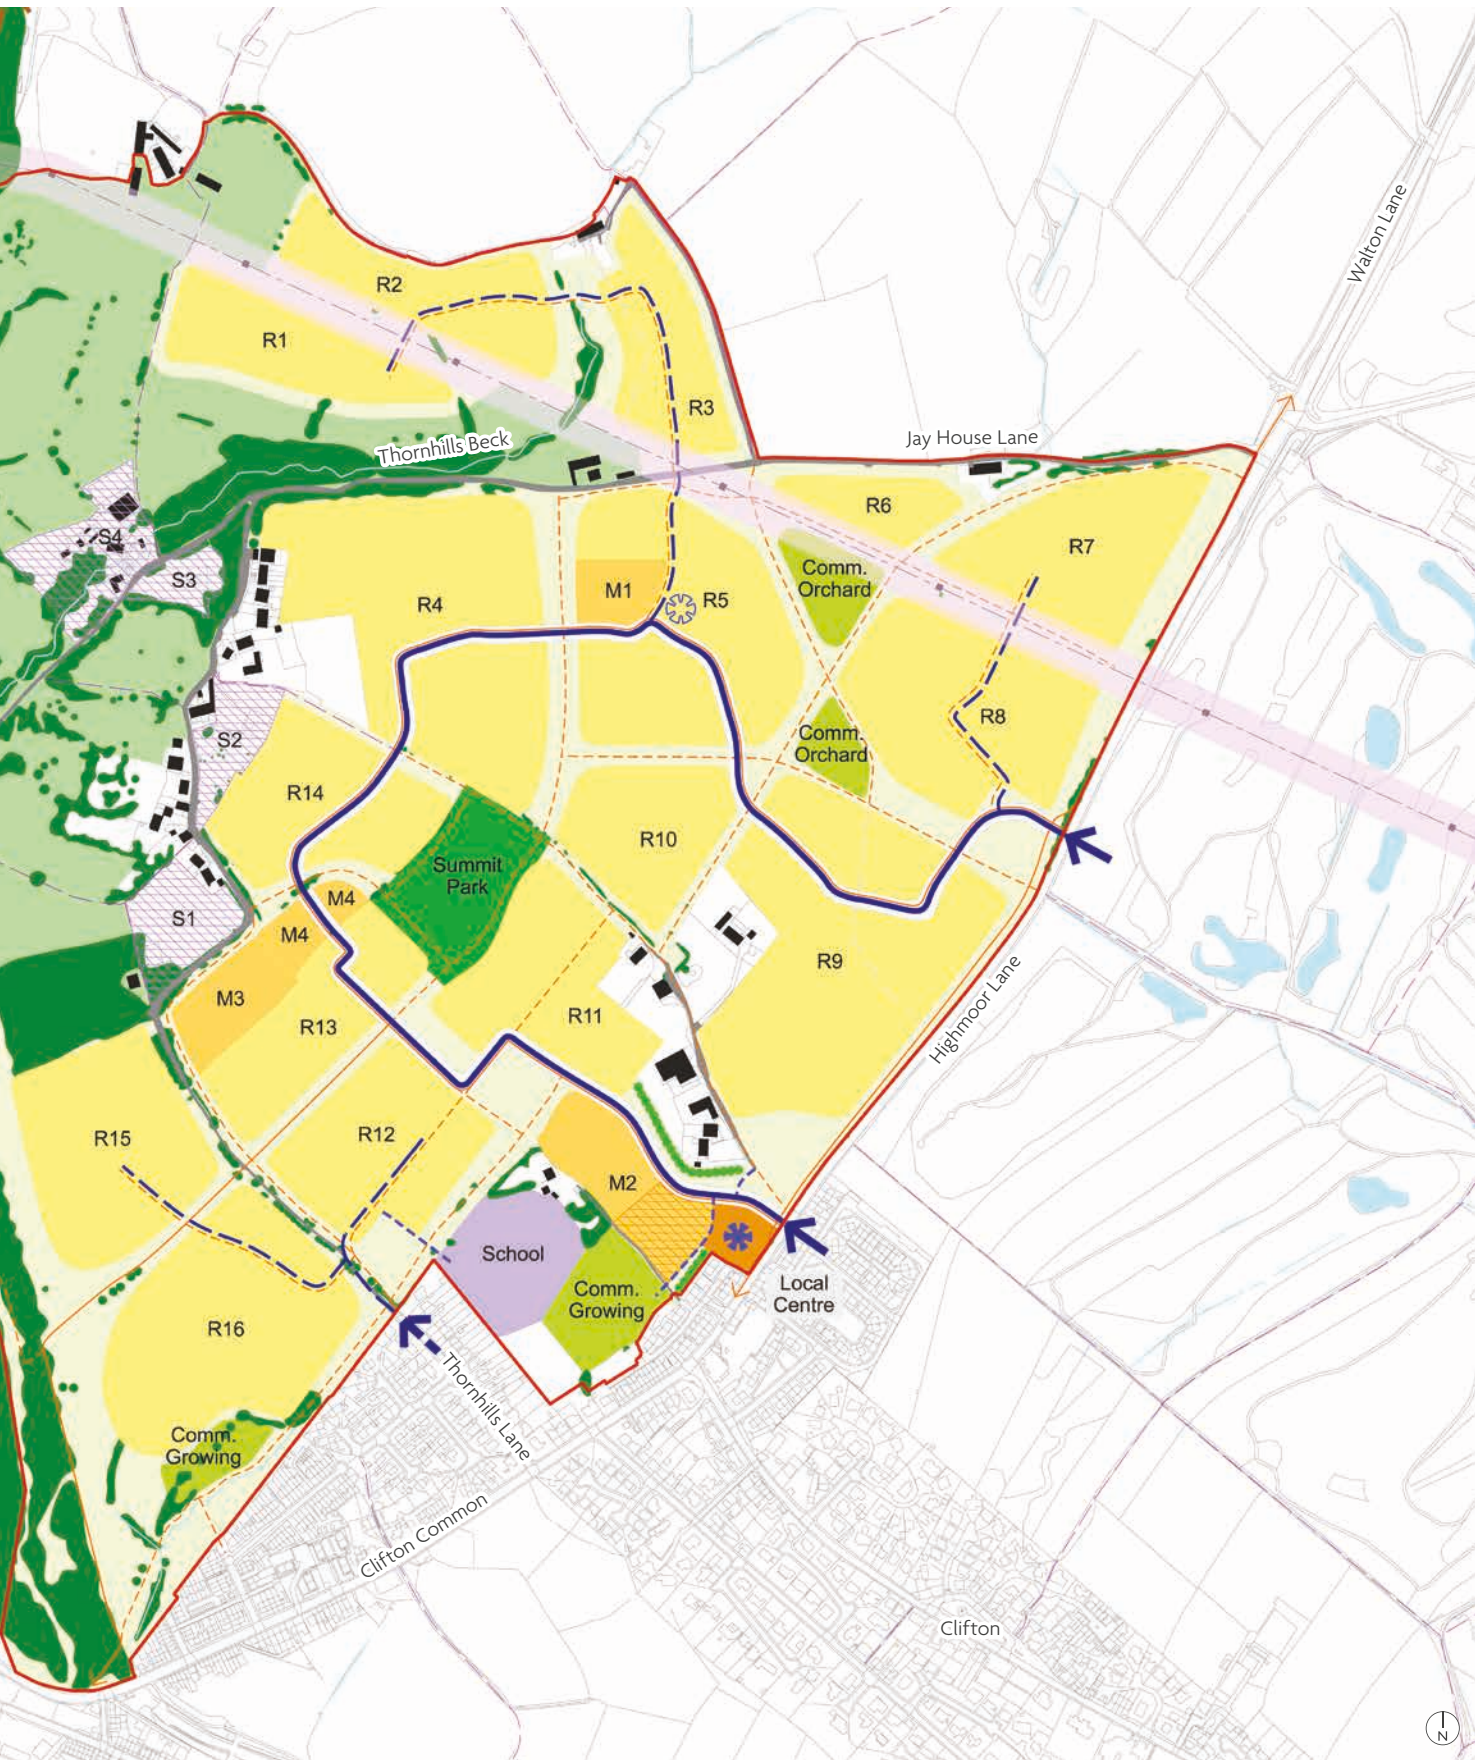 Walton Lane
R2
R1
R3
Thornhills Beck
Jay House Lane
R6
S4
R7
Comm.
Orchard
S3
M1
R5
R4
R8
S2
Comm.
Orchard
R14
R10
Summit
Park
M4
S1
M4
R9
M3
Highmoor Lane
R11
R13
R12
R15
M2
School
Local
Centre
Comm.
Growing
R16
Thornhills Lane
Comm.
Growing
Clifton Common
Clifton
N